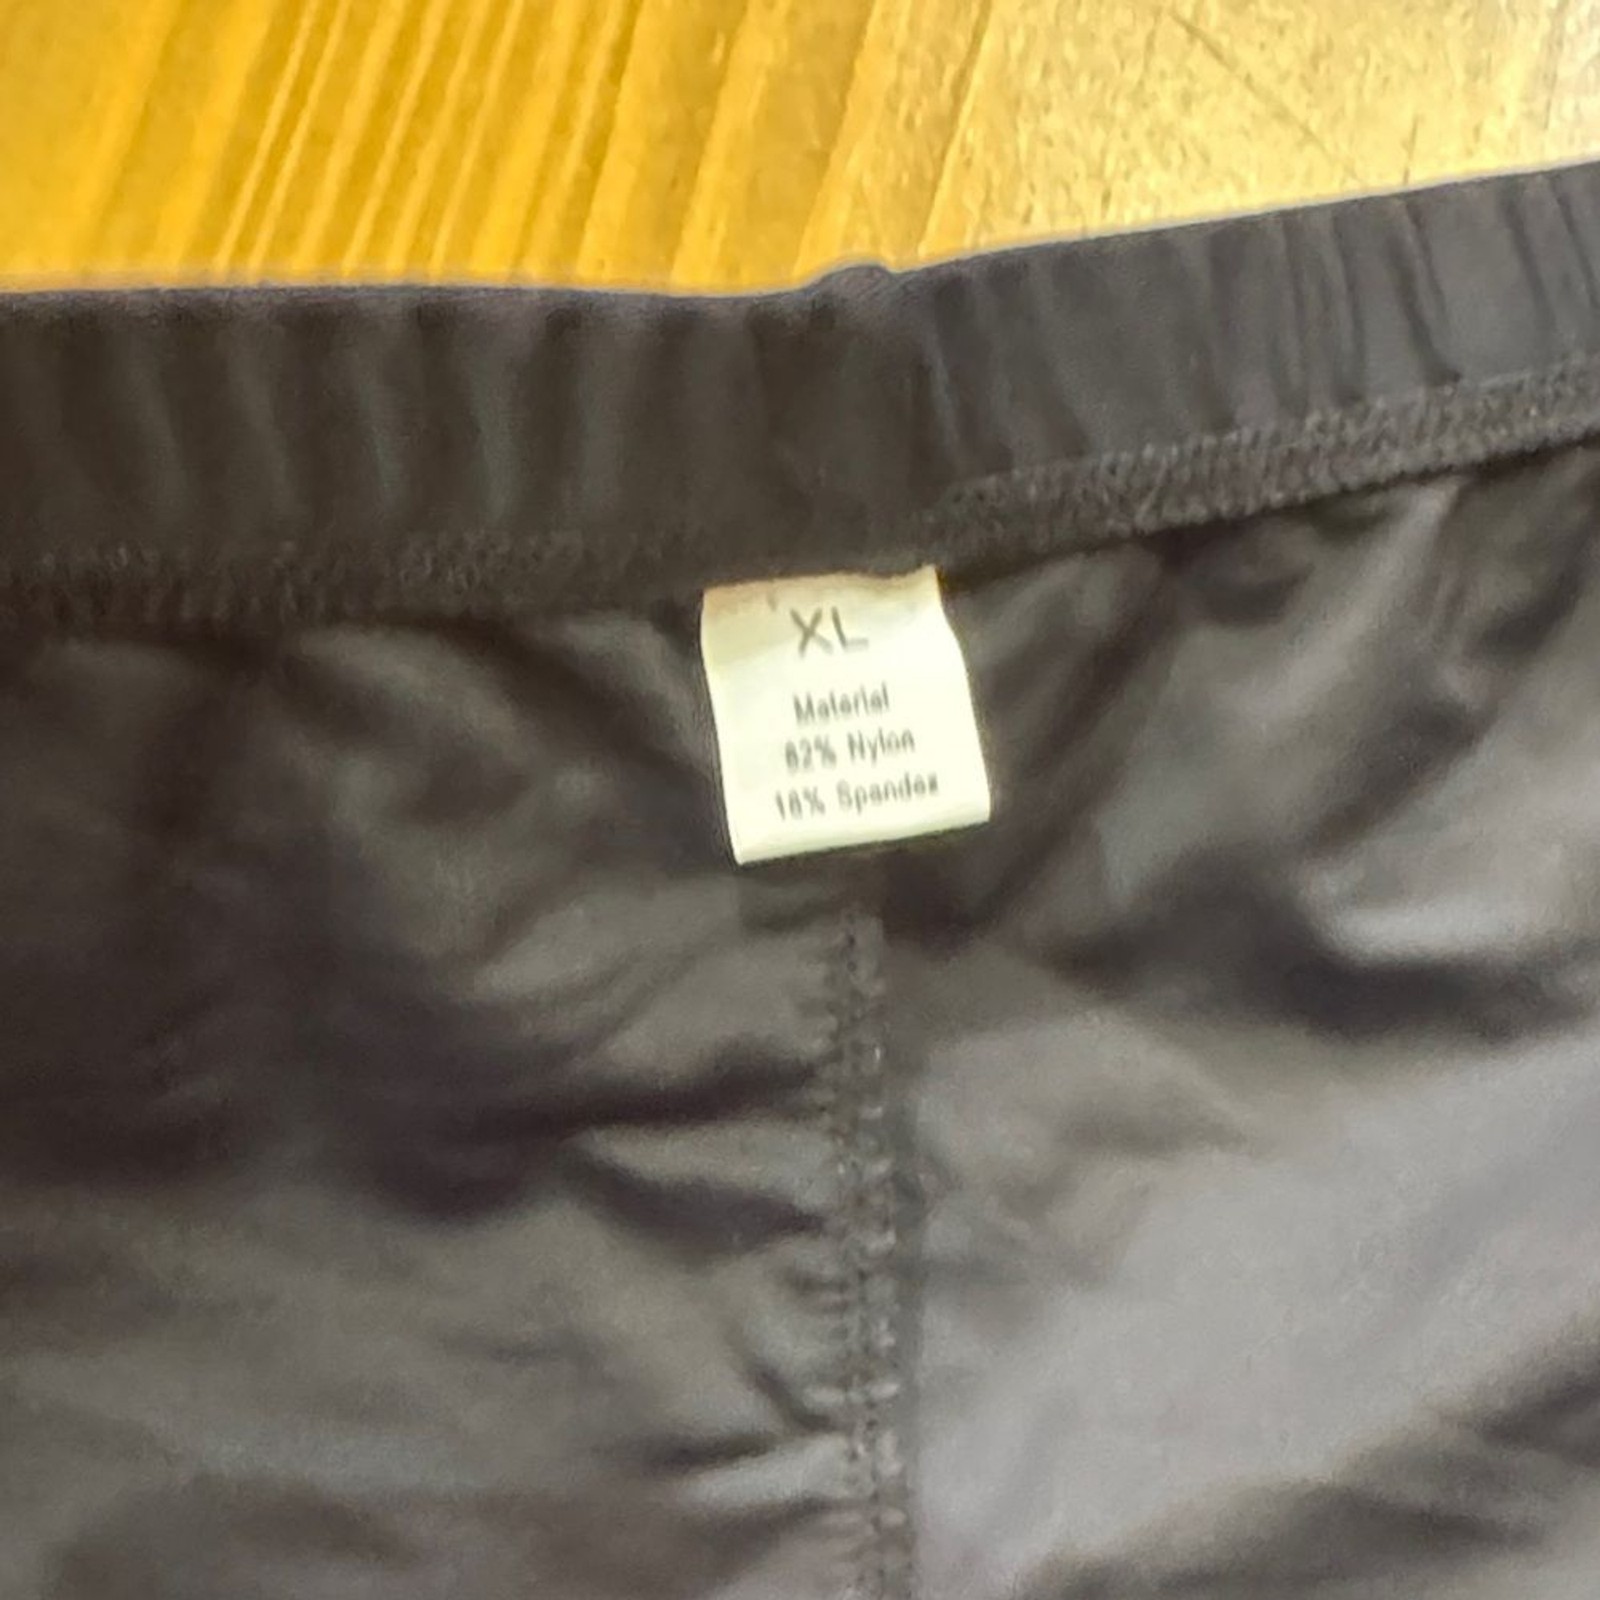 XL
Material
82% Nylon
18% Spandex